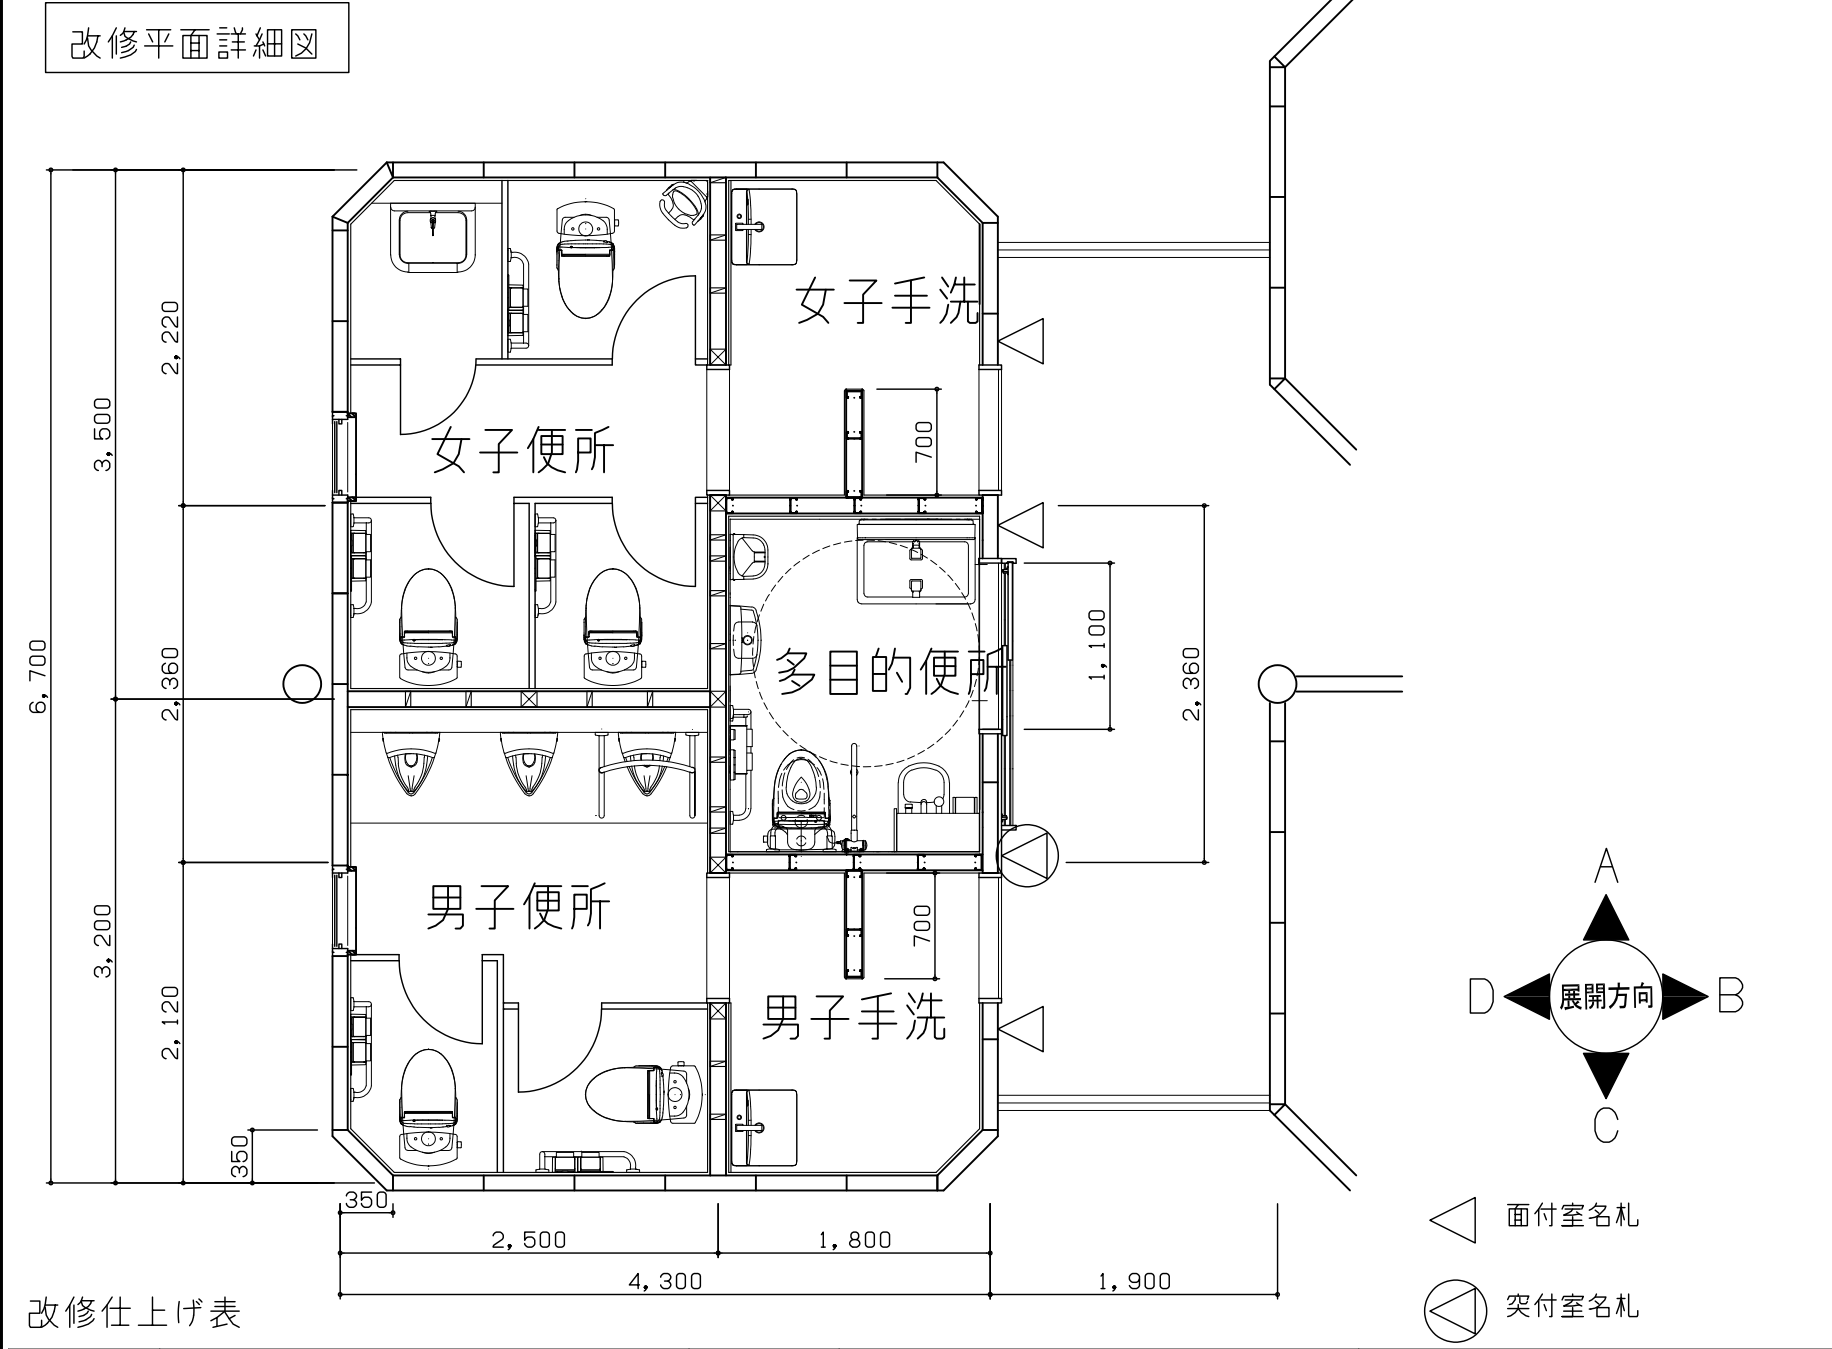 改修平面詳細図
女子手洗
2,220
3,500
700
女子便所
6,700
2,360
1,100
2,360
多目的便所
男子便所
700
3,200
2,120
男子手洗
A
D
展開方向
B
C
350
350
2,500
1,800
4,300
1,900
面付室名札
突付室名札
改修仕上げ表